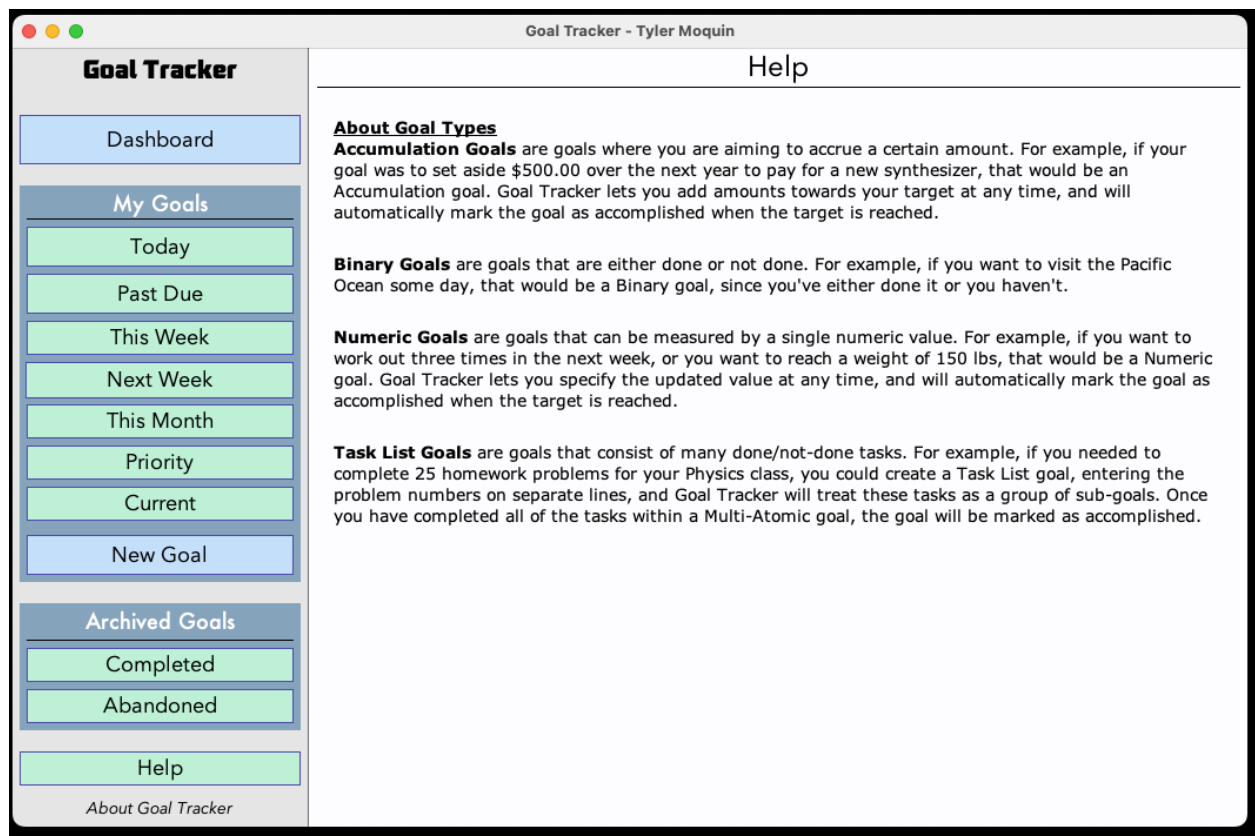 Goal Tracker - Tyler Moquin
Goal Tracker
Dashboard
My Goals
Today
Past Due
This Week
Next Week
This Month
Priority
Current
New Goal
Archived Goals
Completed
Abandoned
Help
About Goal Tracker
Help
About Goal Types
Accumulation Goals are goals where you are aiming to accrue a certain amount. For example, if your
goal was to set aside $500.00 over the next year to pay for a new synthesizer, that would be an
Accumulation goal. Goal Tracker lets you add amounts towards your target at any time, and will
automatically mark the goal as accomplished when the target is reached.
Binary Goals are goals that are either done or not done. For example, if you want to visit the Pacific
Ocean some day, that would be a Binary goal, since you've either done it or you haven't.
Numeric Goals are goals that can be measured by a single numeric value. For example, if you want to
work out three times in the next week, or you want to reach a weight of 150 lbs, that would be a Numeric
goal. Goal Tracker lets you specify the updated value at any time, and will automatically mark the goal as
accomplished when the target is reached.
Task List Goals are goals that consist of many done/not-done tasks. For example, if you needed to
complete 25 homework problems for your Physics class, you could create a Task List goal, entering the
problem numbers on separate lines, and Goal Tracker will treat these tasks as a group of sub-goals. Once
you have completed all of the tasks within a Multi-Atomic goal, the goal will be marked as accomplished.